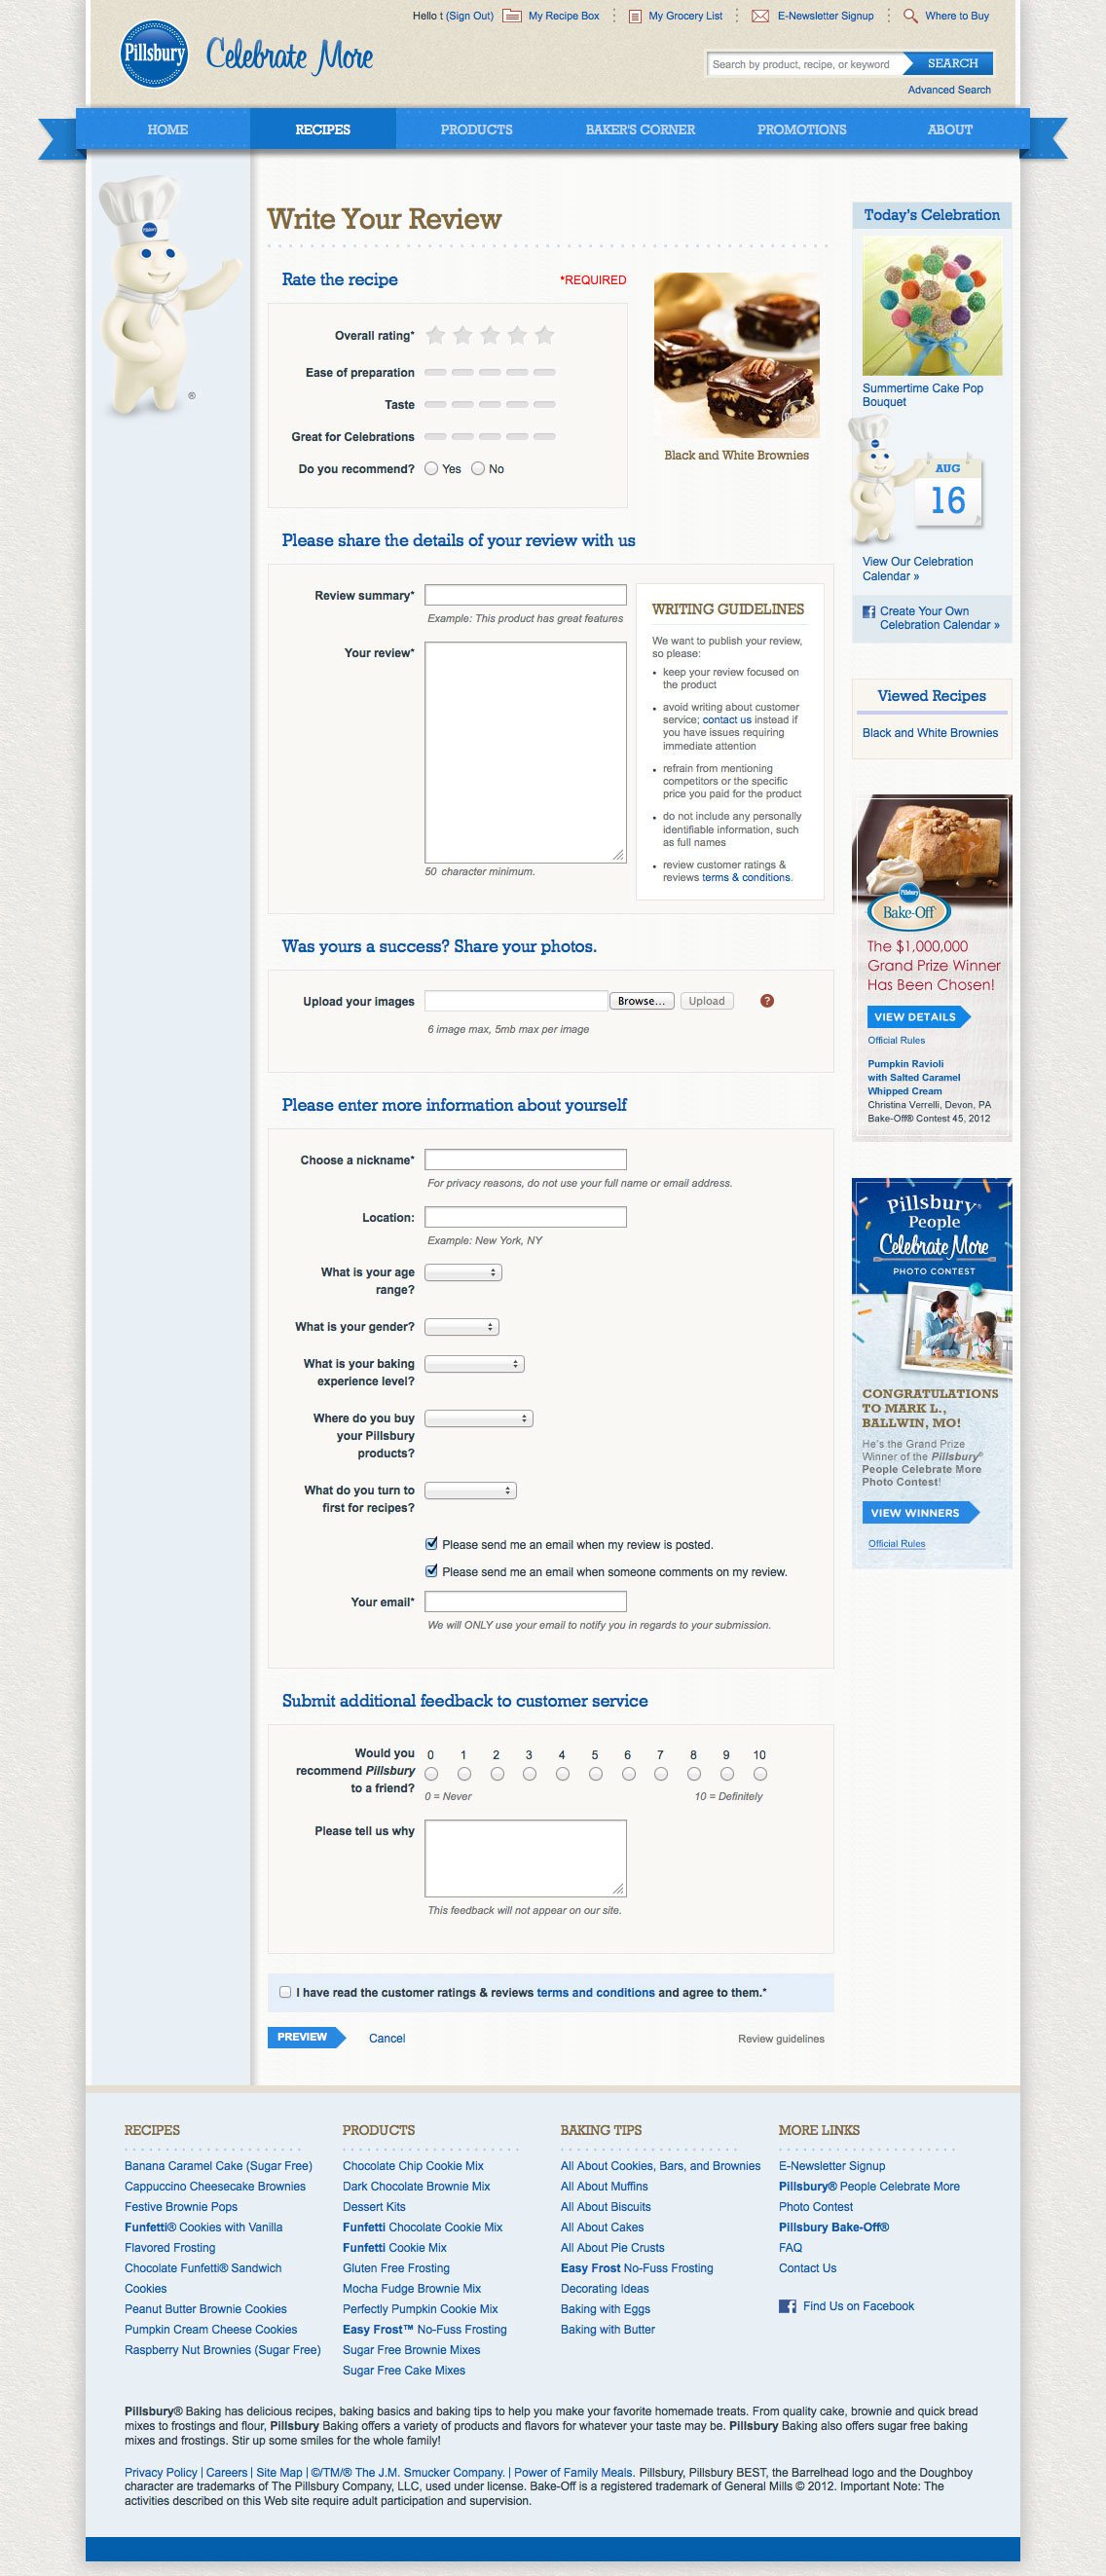 Hello t (Sign Out) My Recipe Box My Grocery List E-Newsletter Signup Where to Buy
Pillsbury
Celebrate More
Search by product, recipe, or keyword SEARCH
Advanced Search
HOME RECIPES PRODUCTS BAKER'S CORNER PROMOTIONS ABOUT
Pillsbury
®
Write Your Review
Rate the recipe *REQUIRED
Overall rating*
Ease of preparation
Taste
Great for Celebrations
Do you recommend? Yes No
Black and White Brownies
Please share the details of your review with us
Review summary*
Example: This product has great features
Your review*
50 character minimum.
WRITING GUIDELINES
We want to publish your review,
so please:
• keep your review focused on
the product
• avoid writing about customer
service; contact us instead if
you have issues requiring
immediate attention
• refrain from mentioning
competitors or the specific
price you paid for the product
• do not include any personally
identifiable information, such
as full names
• review customer ratings &
reviews terms & conditions.
Was yours a success? Share your photos.
Upload your images Browse... Upload ?
6 image max, 5mb max per image
Please enter more information about yourself
Choose a nickname*
For privacy reasons, do not use your full name or email address.
Location:
Example: New York, NY
What is your age
range?
What is your gender?
What is your baking
experience level?
Where do you buy
your Pillsbury
products?
What do you turn to
first for recipes?
Please send me an email when my review is posted.
Please send me an email when someone comments on my review.
Your email*
We will ONLY use your email to notify you in regards to your submission.
Submit additional feedback to customer service
Would you
recommend Pillsbury
to a friend?
0 1 2 3 4 5 6 7 8 9 10
0 = Never 10 = Definitely
Please tell us why
This feedback will not appear on our site.
I have read the customer ratings & reviews terms and conditions and agree to them.*
PREVIEW Cancel Review guidelines
Today's Celebration
Summertime Cake Pop
Bouquet
AUG
16
View Our Celebration
Calendar »
Create Your Own
Celebration Calendar »
Viewed Recipes
Black and White Brownies
Pillsbury
Bake-Off
The $1,000,000
Grand Prize Winner
Has Been Chosen!
VIEW DETAILS
Official Rules
Pumpkin Ravioli
with Salted Caramel
Whipped Cream
Christina Verrelli, Devon, PA
Bake-Off® Contest 45, 2012
Pillsbury®
People
Celebrate More
PHOTO CONTEST
CONGRATULATIONS
TO MARK L.,
BALLWIN, MO!
He's the Grand Prize
Winner of the Pillsbury®
People Celebrate More
Photo Contest!
VIEW WINNERS
Official Rules
RECIPES
Banana Caramel Cake (Sugar Free)
Cappuccino Cheesecake Brownies
Festive Brownie Pops
Funfetti® Cookies with Vanilla
Flavored Frosting
Chocolate Funfetti® Sandwich
Cookies
Peanut Butter Brownie Cookies
Pumpkin Cream Cheese Cookies
Raspberry Nut Brownies (Sugar Free)
PRODUCTS
Chocolate Chip Cookie Mix
Dark Chocolate Brownie Mix
Dessert Kits
Funfetti Chocolate Cookie Mix
Funfetti Cookie Mix
Gluten Free Frosting
Mocha Fudge Brownie Mix
Perfectly Pumpkin Cookie Mix
Easy Frost™ No-Fuss Frosting
Sugar Free Brownie Mixes
Sugar Free Cake Mixes
BAKING TIPS
All About Cookies, Bars, and Brownies
All About Muffins
All About Biscuits
All About Cakes
All About Pie Crusts
Easy Frost No-Fuss Frosting
Decorating Ideas
Baking with Eggs
Baking with Butter
MORE LINKS
E-Newsletter Signup
Pillsbury® People Celebrate More
Photo Contest
Pillsbury Bake-Off®
FAQ
Contact Us
Find Us on Facebook
Pillsbury® Baking has delicious recipes, baking basics and baking tips to help you make your favorite homemade treats. From quality cake, brownie and quick bread
mixes to frostings and flour, Pillsbury Baking offers a variety of products and flavors for whatever your taste may be. Pillsbury Baking also offers sugar free baking
mixes and frostings. Stir up some smiles for the whole family!
Privacy Policy | Careers | Site Map | ©/TM/® The J.M. Smucker Company. | Power of Family Meals. Pillsbury, Pillsbury BEST, the Barrelhead logo and the Doughboy
character are trademarks of The Pillsbury Company, LLC, used under license. Bake-Off is a registered trademark of General Mills © 2012. Important Note: The
activities described on this Web site require adult participation and supervision.